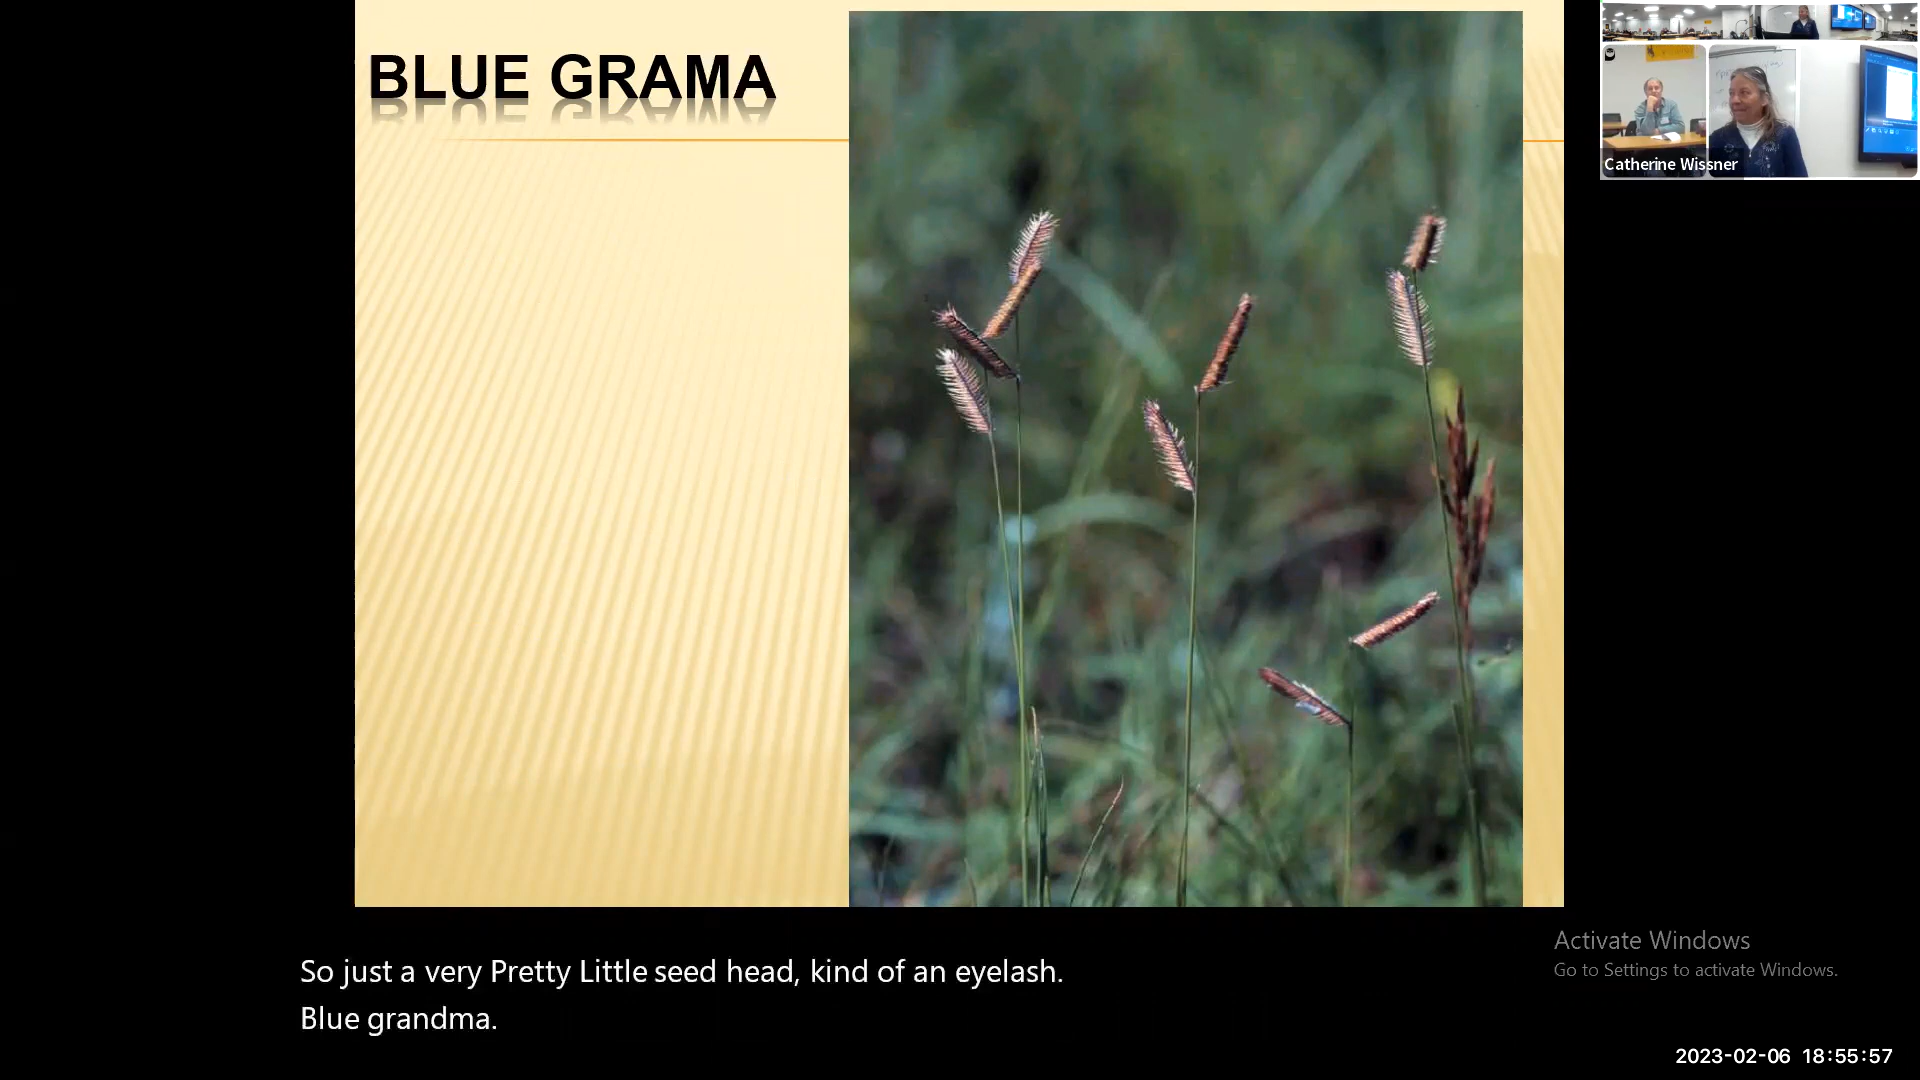 BLUE GRAMA
Catherine Wissner
So just a very Pretty Little seed head, kind of an eyelash.
Blue grandma.
Activate Windows
Go to Settings to activate Windows.
2023-02-06 18:55:57